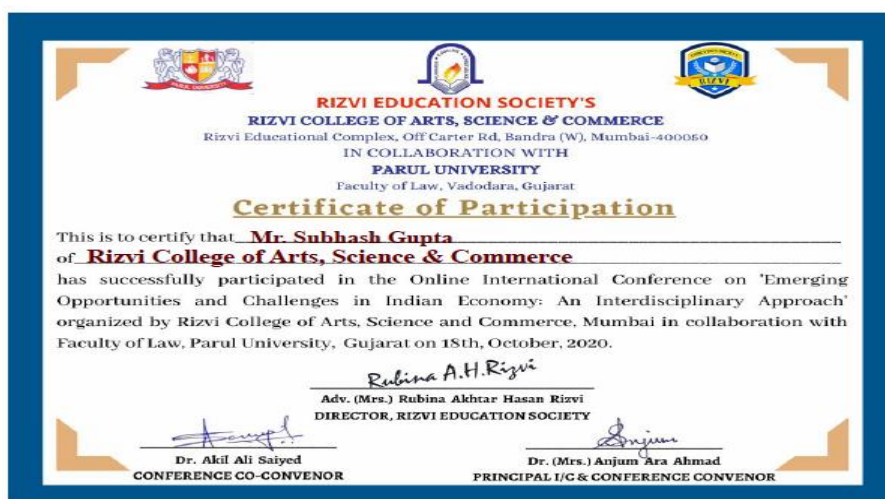 PARUL UNIVERSITY
RIZVI
RIZVI EDUCATION SOCIETY'S
RIZVI COLLEGE OF ARTS, SCIENCE & COMMERCE
Rizvi Educational Complex, Off Carter Rd, Bandra (W), Mumbai-400050
IN COLLABORATION WITH
PARUL UNIVERSITY
Faculty of Law, Vadodara, Gujarat
Certificate of Participation
This is to certify that Mr. Subhash Gupta
of Rizvi College of Arts, Science & Commerce
has successfully participated in the Online International Conference on 'Emerging
Opportunities and Challenges in Indian Economy: An Interdisciplinary Approach'
organized by Rizvi College of Arts, Science and Commerce, Mumbai in collaboration with
Faculty of Law, Parul University, Gujarat on 18th, October, 2020.
Rubina A.H.Rizvi
Adv. (Mrs.) Rubina Akhtar Hasan Rizvi
DIRECTOR, RIZVI EDUCATION SOCIETY
Anjum
Dr. Akil Ali Saiyed
CONFERENCE CO-CONVENOR
Dr. (Mrs.) Anjum Ara Ahmad
PRINCIPAL I/C & CONFERENCE CONVENOR